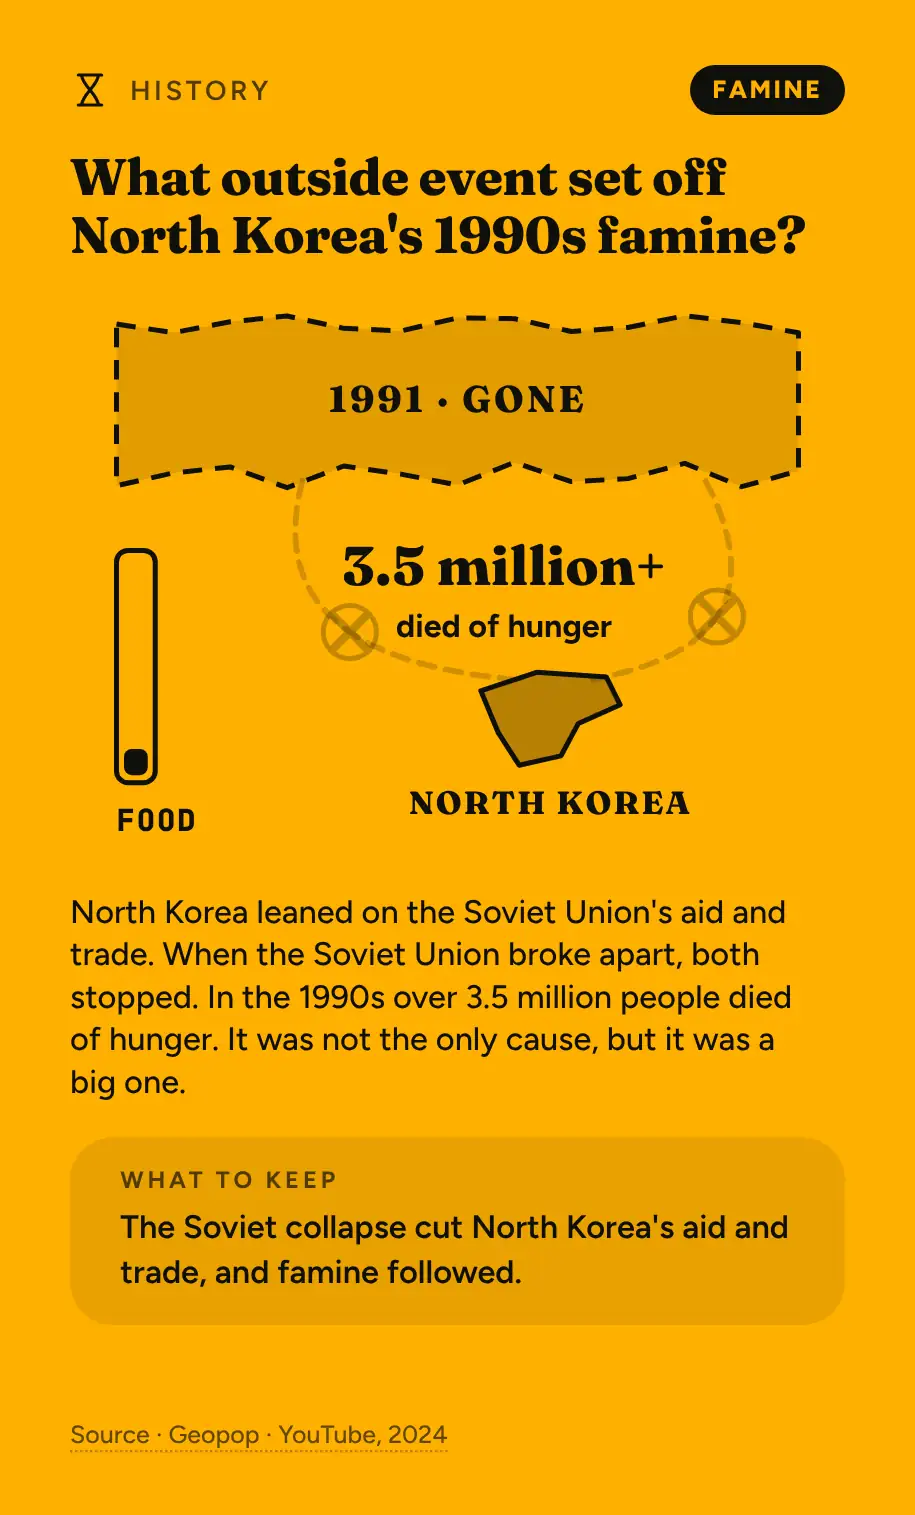 HISTORY
FAMINE
What outside event set off
North Korea's 1990s famine?
1991 · GONE
3.5 million+
died of hunger
FOOD
NORTH KOREA
North Korea leaned on the Soviet Union's aid and
trade. When the Soviet Union broke apart, both
stopped. In the 1990s over 3.5 million people died
of hunger. It was not the only cause, but it was a
big one.
WHAT TO KEEP
The Soviet collapse cut North Korea's aid and
trade, and famine followed.
Source · Geopop · YouTube, 2024